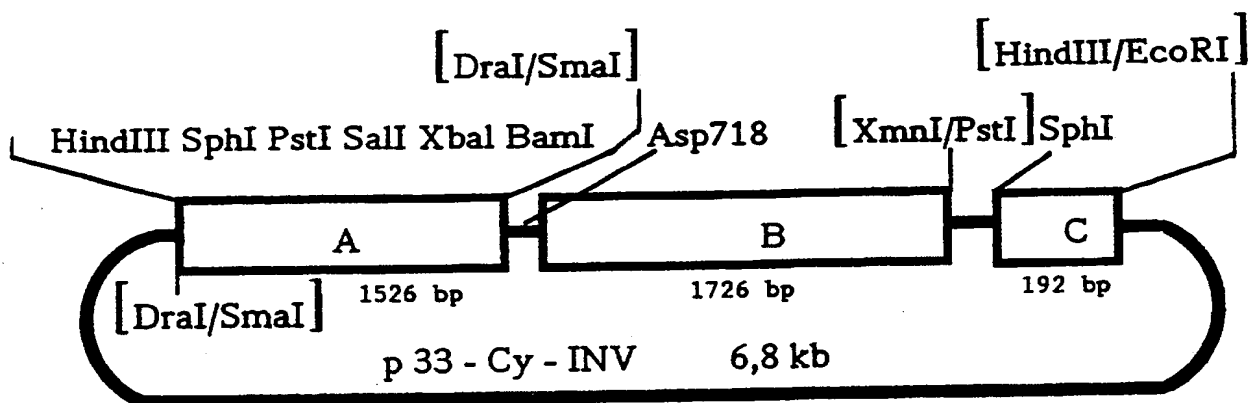 [DraI/SmaI]
[HindIII/EcoRI]
HindIII SphI PstI SalI XbaI BamI
Asp718
[XmnI/PstI] SphI
A
B
C
1526 bp
1726 bp
192 bp
[DraI/SmaI]
p 33 - Cy - INV 6,8 kb